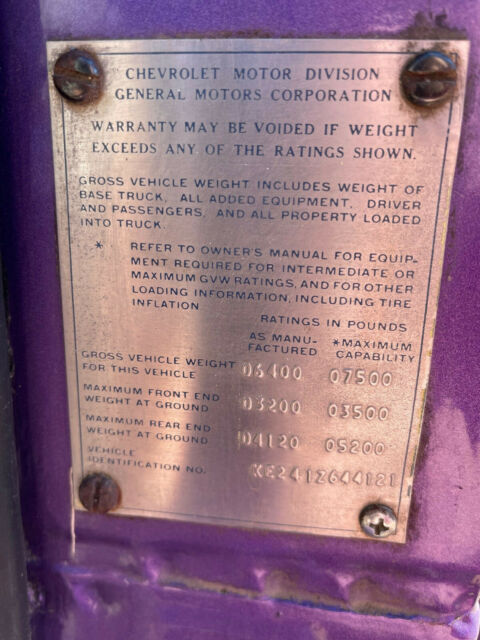 CHEVROLET MOTOR DIVISION
GENERAL MOTORS CORPORATION
WARRANTY MAY BE VOIDED IF WEIGHT
EXCEEDS ANY OF THE RATINGS SHOWN.
GROSS VEHICLE WEIGHT INCLUDES WEIGHT OF
BASE TRUCK, ALL ADDED EQUIPMENT, DRIVER
AND PASSENGERS, AND ALL PROPERTY LOADED
INTO TRUCK.
* REFER TO OWNER'S MANUAL FOR EQUIP-
MENT REQUIRED FOR INTERMEDIATE OR
MAXIMUM GVW RATINGS, AND FOR OTHER
LOADING INFORMATION, INCLUDING TIRE
INFLATION
RATINGS IN POUNDS
AS MANU- *MAXIMUM
FACTURED CAPABILITY
GROSS VEHICLE WEIGHT
FOR THIS VEHICLE 06400 07500
MAXIMUM FRONT END
WEIGHT AT GROUND 03200 03500
MAXIMUM REAR END
WEIGHT AT GROUND 04120 05200
VEHICLE
IDENTIFICATION NO. KE241Z644121